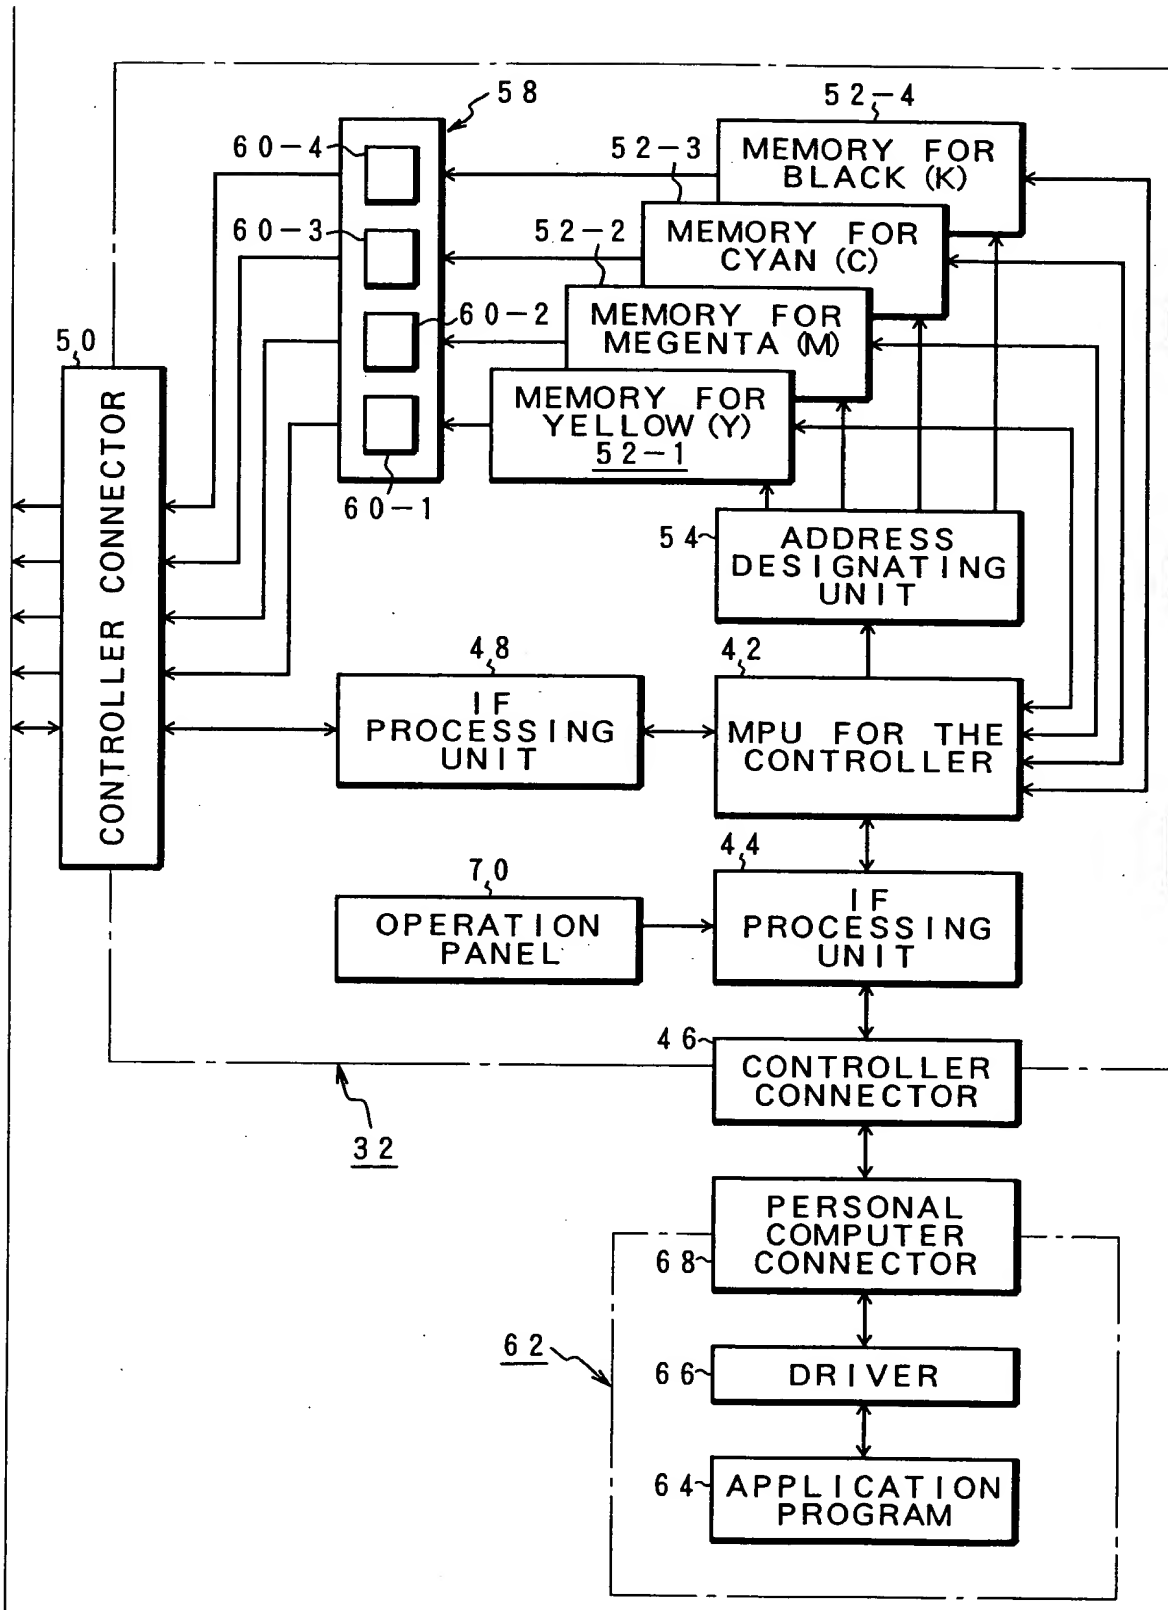 58
52-4
60-4
52-3
MEMORY FOR
BLACK (K)
60-3
52-2
MEMORY FOR
CYAN (C)
60-2
MEMORY FOR
MEGENTA (M)
50
MEMORY FOR
YELLOW (Y)
52-1
60-1
CONTROLLER CONNECTOR
54
ADDRESS
DESIGNATING
UNIT
48
IF
PROCESSING
UNIT
42
MPU FOR THE
CONTROLLER
44
70
OPERATION
PANEL
IF
PROCESSING
UNIT
46
CONTROLLER
CONNECTOR
32
PERSONAL
COMPUTER
CONNECTOR
68
62
66
DRIVER
64
APPLICATION
PROGRAM